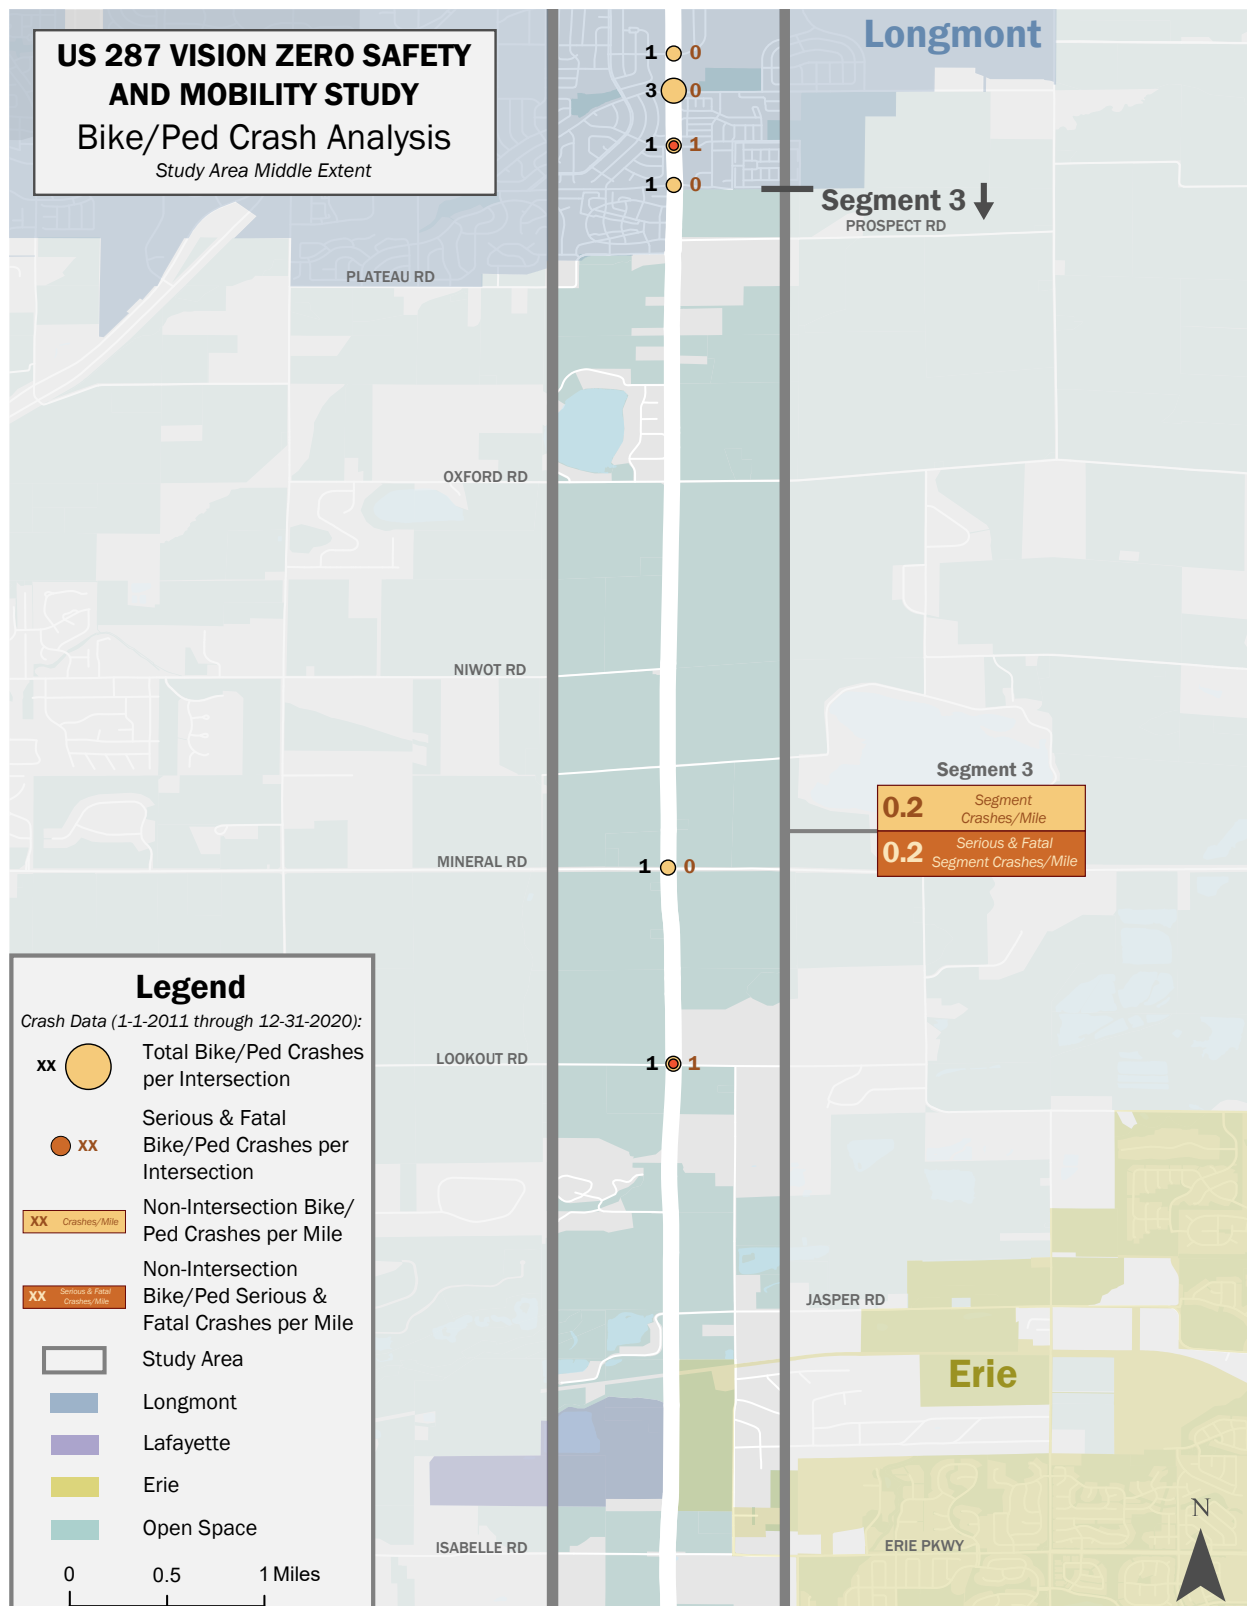 US 287 VISION ZERO SAFETY
AND MOBILITY STUDY
Bike/Ped Crash Analysis
Study Area Middle Extent
Longmont
1 0
3 0
1 1
1 0
Segment 3
PROSPECT RD
PLATEAU RD
OXFORD RD
NIWOT RD
Segment 3
0.2 Segment
Crashes/Mile
0.2 Serious & Fatal
Segment Crashes/Mile
MINERAL RD
1 0
LOOKOUT RD
1 1
JASPER RD
Erie
ISABELLE RD
ERIE PKWY
N
Legend
Crash Data (1-1-2011 through 12-31-2020):
XX Total Bike/Ped Crashes
per Intersection
XX Serious & Fatal
Bike/Ped Crashes per
Intersection
XX Crashes/Mile Non-Intersection Bike/
Ped Crashes per Mile
XX Serious & Fatal
Crashes/Mile
Non-Intersection
Bike/Ped Serious &
Fatal Crashes per Mile
Study Area
Longmont
Lafayette
Erie
Open Space
0 0.5 1 Miles